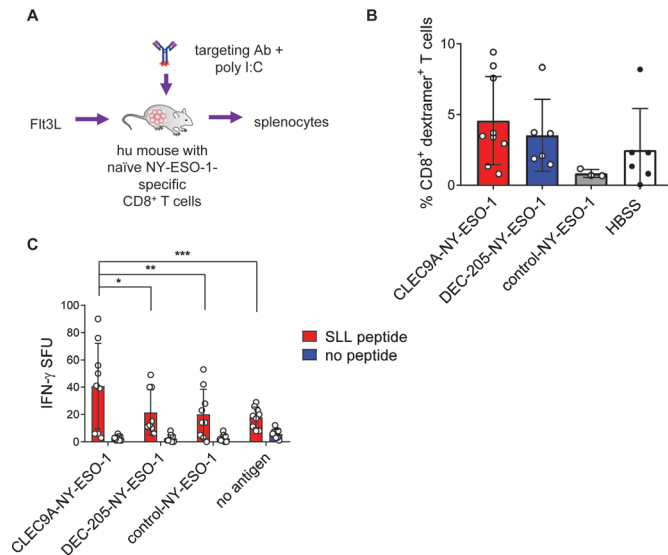 A
targeting Ab +
poly I:C
Flt3L
splenocytes
hu mouse with
naïve NY-ESO-1-
specific
CD8⁺ T cells
B
% CD8⁺ dextramer⁺ T cells
10
5
0
CLEC9A-NY-ESO-1
DEC-205-NY-ESO-1
control-NY-ESO-1
HBSS
C
***
**
*
IFN-γ SFU
100
80
60
40
20
0
SLL peptide
no peptide
CLEC9A-NY-ESO-1
DEC-205-NY-ESO-1
control-NY-ESO-1
no antigen